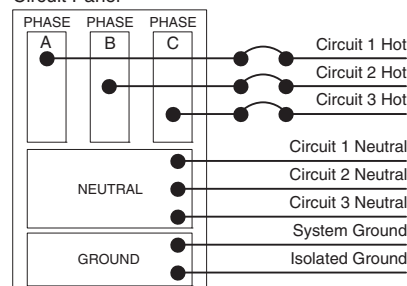 Circuit Panel
PHASE PHASE PHASE
A B C
Circuit 1 Hot
Circuit 2 Hot
Circuit 3 Hot
Circuit 1 Neutral
Circuit 2 Neutral
Circuit 3 Neutral
NEUTRAL
System Ground
Isolated Ground
GROUND